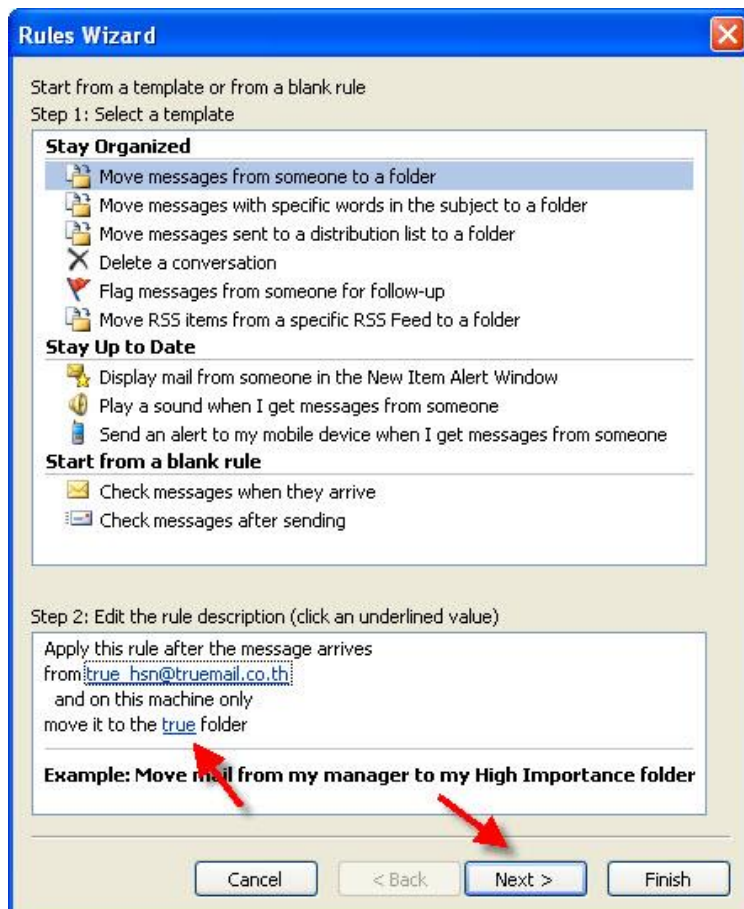 Rules Wizard
Start from a template or from a blank rule
Step 1: Select a template
Stay Organized
Move messages from someone to a folder
Move messages with specific words in the subject to a folder
Move messages sent to a distribution list to a folder
Delete a conversation
Flag messages from someone for follow-up
Move RSS items from a specific RSS Feed to a folder
Stay Up to Date
Display mail from someone in the New Item Alert Window
Play a sound when I get messages from someone
Send an alert to my mobile device when I get messages from someone
Start from a blank rule
Check messages when they arrive
Check messages after sending
Step 2: Edit the rule description (click an underlined value)
Apply this rule after the message arrives
from true_hsn@truemail.co.th
and on this machine only
move it to the true folder
Example: Move mail from my manager to my High Importance folder
Cancel < Back Next > Finish